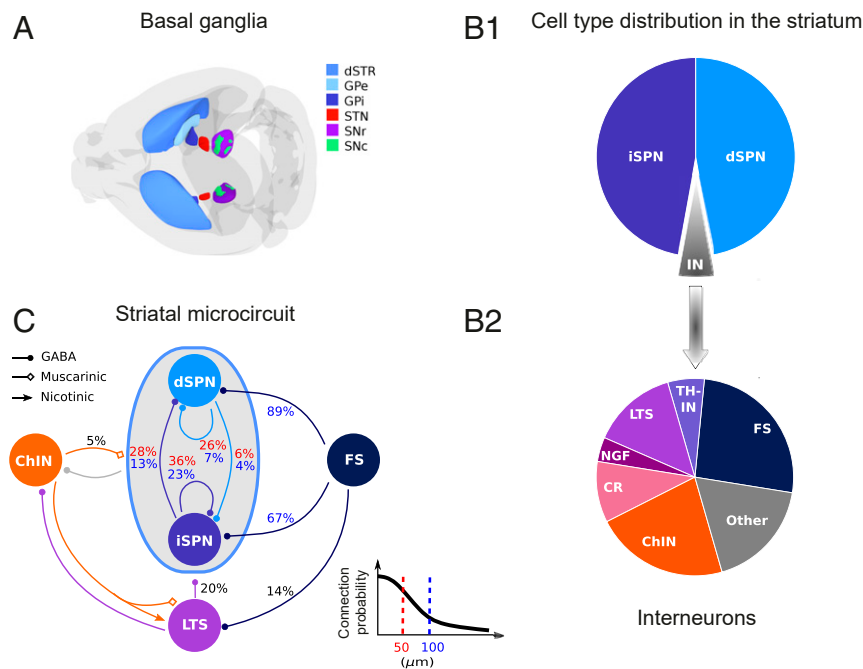 A
Basal ganglia
dSTR
GPe
GPi
STN
SNr
SNc
B1
Cell type distribution in the striatum
iSPN
dSPN
IN
C
Striatal microcircuit
GABA
Muscarinic
Nicotinic
dSPN
89%
5%
ChIN
28%
13%
36%
23%
26%
7%
6%
4%
FS
iSPN
67%
20%
14%
LTS
Connection
probability
50
100
(μm)
B2
TH-
IN
LTS
FS
NGF
CR
Other
ChIN
Interneurons